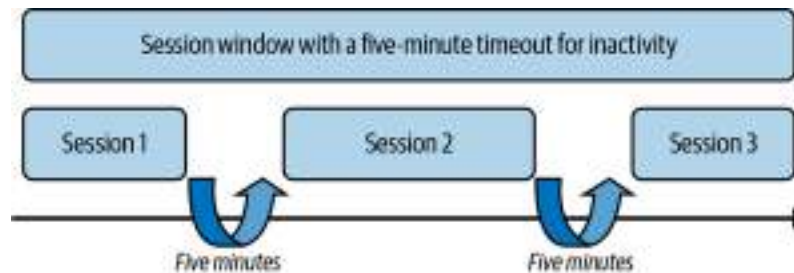 Session window with a five-minute timeout for inactivity
Session 1
Session 2
Session 3
Five minutes
Five minutes